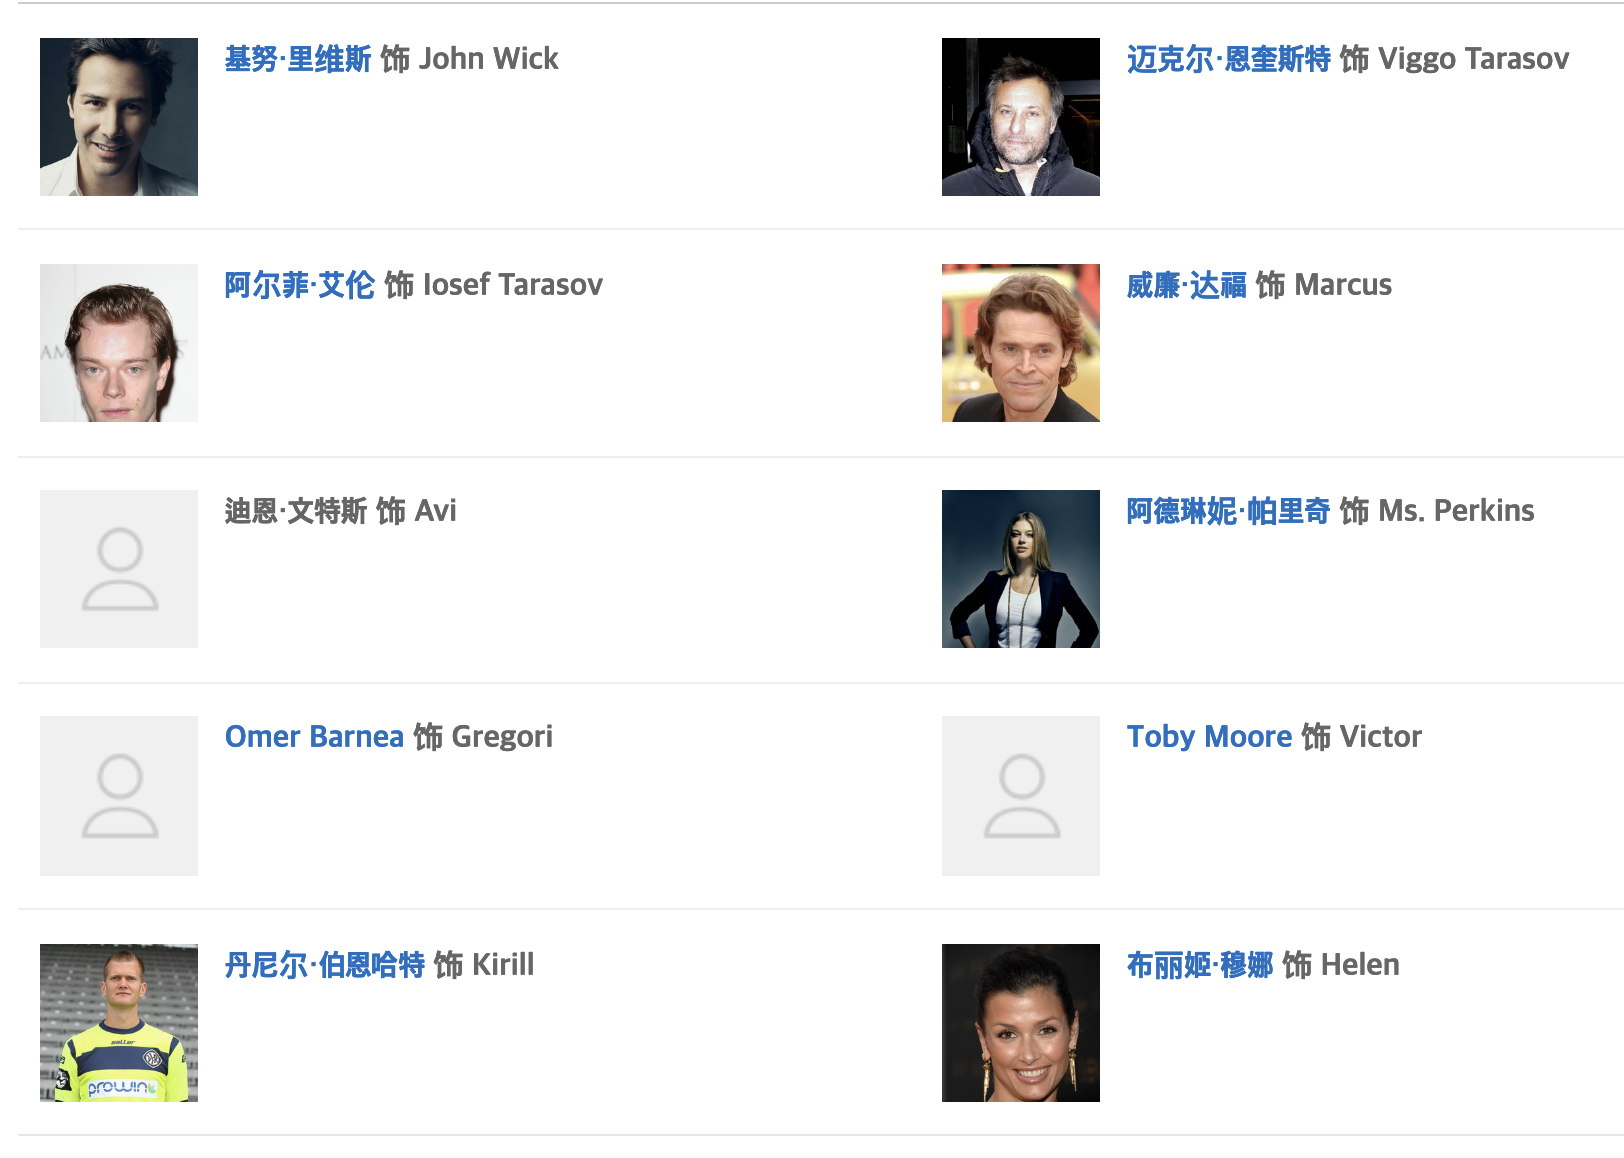 基努·里维斯 饰 John Wick
迈克尔·恩奎斯特 饰 Viggo Tarasov
阿尔菲·艾伦 饰 Iosef Tarasov
威廉·达福 饰 Marcus
迪恩·文特斯 饰 Avi
阿德琳妮·帕里奇 饰 Ms. Perkins
Omer Barnea 饰 Gregori
Toby Moore 饰 Victor
丹尼尔·伯恩哈特 饰 Kirill
布丽姬·穆娜 饰 Helen
saller
prowin